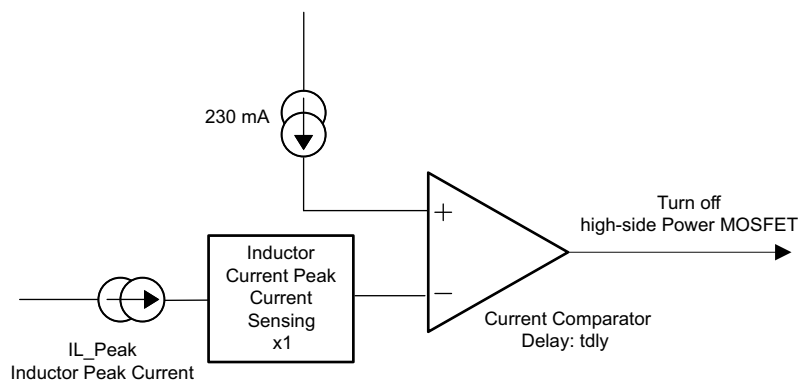 230 mA
+
Turn off
high-side Power MOSFET
Inductor
Current Peak
Current
Sensing
x1
−
Current Comparator
Delay: tdly
IL_Peak
Inductor Peak Current